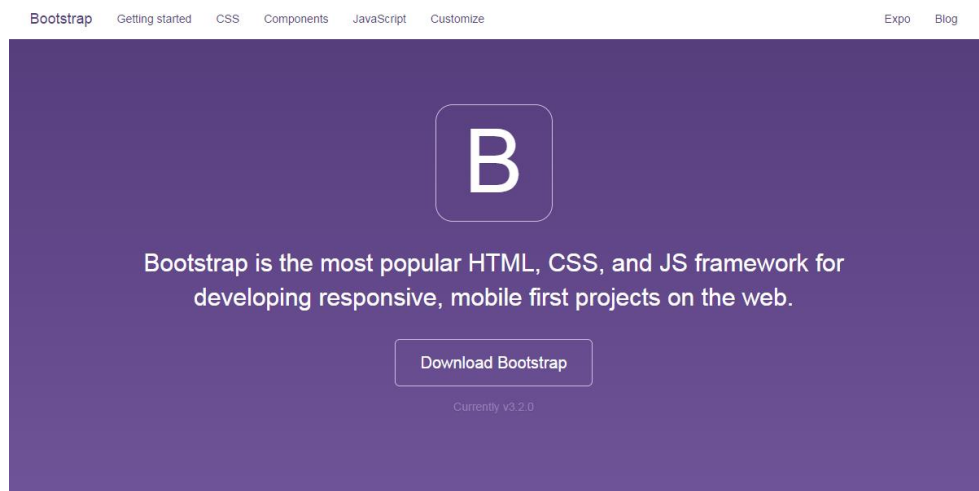 Bootstrap Getting started CSS Components JavaScript Customize Expo Blog
B
Bootstrap is the most popular HTML, CSS, and JS framework for
developing responsive, mobile first projects on the web.
Download Bootstrap
Currently v3.2.0